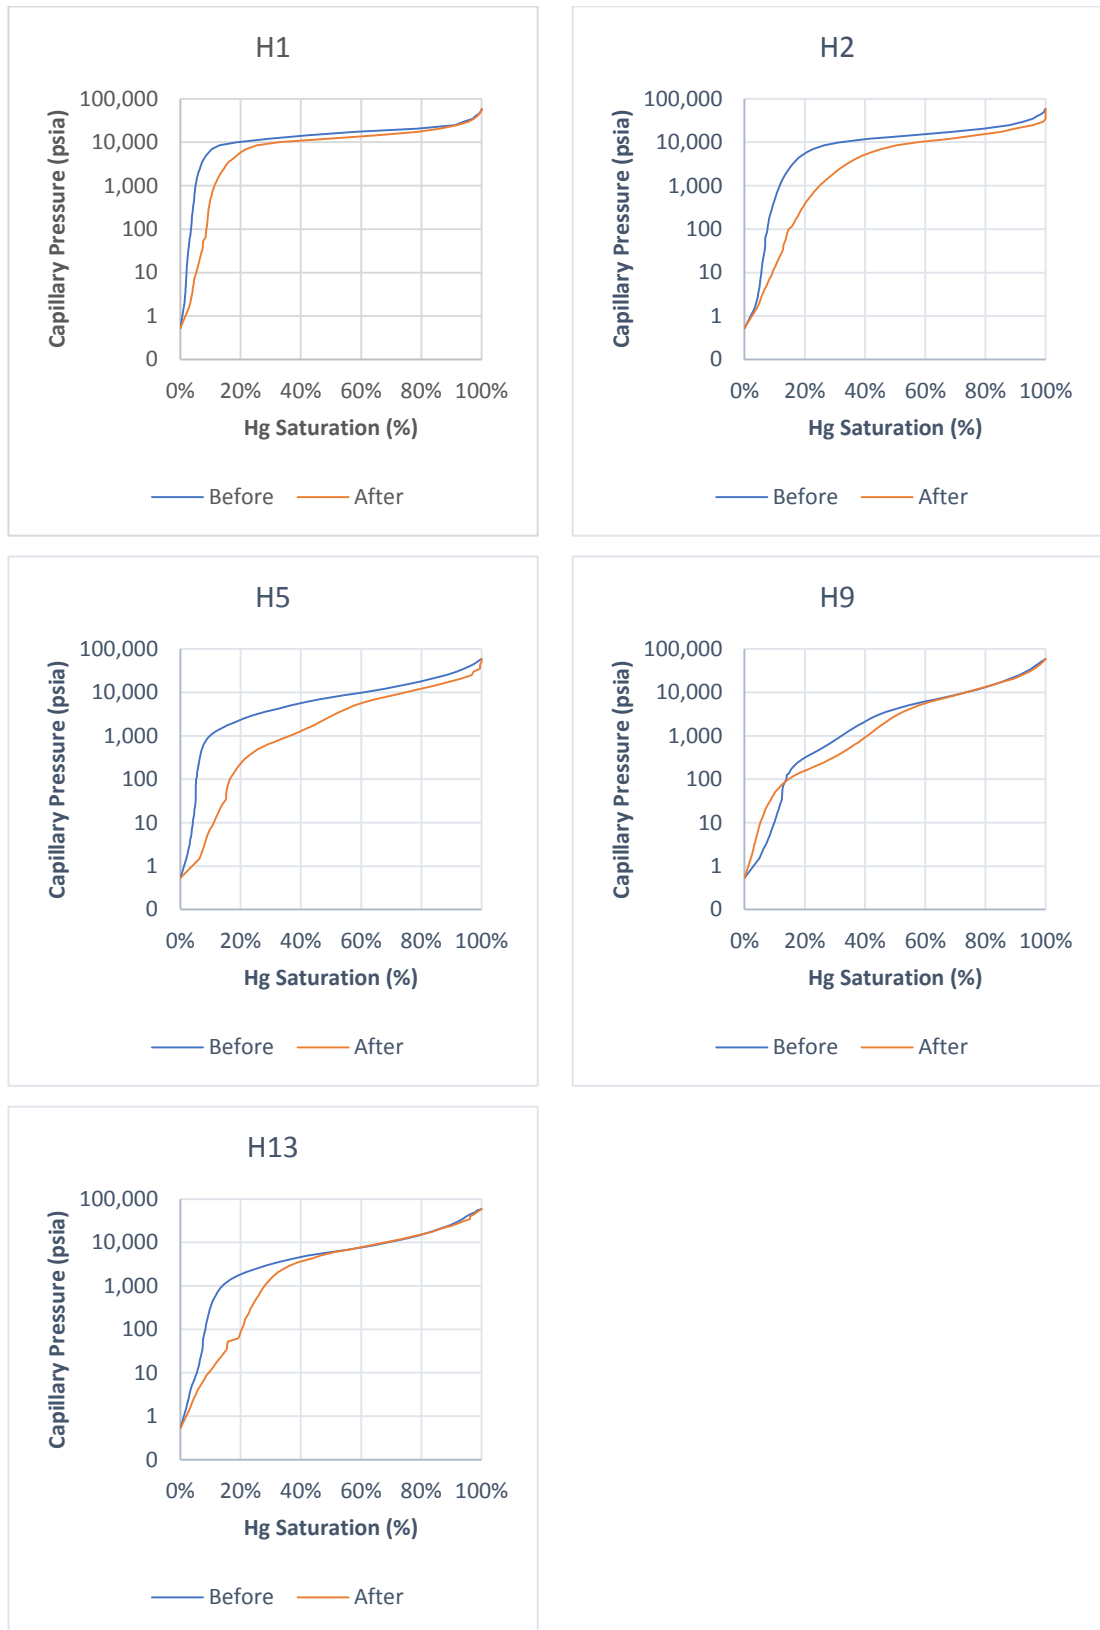 H1
Capillary Pressure (psia)
100,000
10,000
1,000
100
10
1
0
0% 20% 40% 60% 80% 100%
Hg Saturation (%)
Before After
H2
Capillary Pressure (psia)
100,000
10,000
1,000
100
10
1
0
0% 20% 40% 60% 80% 100%
Hg Saturation (%)
Before After
H5
Capillary Pressure (psia)
100,000
10,000
1,000
100
10
1
0
0% 20% 40% 60% 80% 100%
Hg Saturation (%)
Before After
H9
Capillary Pressure (psia)
100,000
10,000
1,000
100
10
1
0
0% 20% 40% 60% 80% 100%
Hg Saturation (%)
Before After
H13
Capillary Pressure (psia)
100,000
10,000
1,000
100
10
1
0
0% 20% 40% 60% 80% 100%
Hg Saturation (%)
Before After